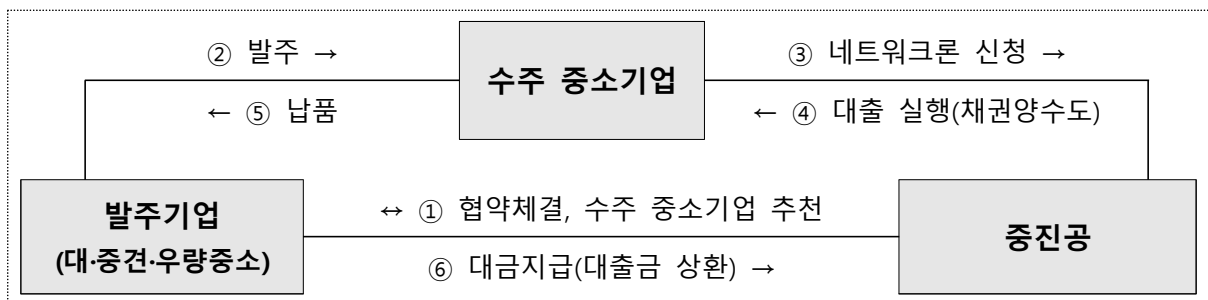 ② 발주 →
수주 중소기업
③ 네트워크론 신청 →
← ⑤ 납품
← ④ 대출 실행(채권양수도)
발주기업
(대·중견·우량중소)
↔ ① 협약체결, 수주 중소기업 추천
중진공
⑥ 대금지급(대출금 상환) →